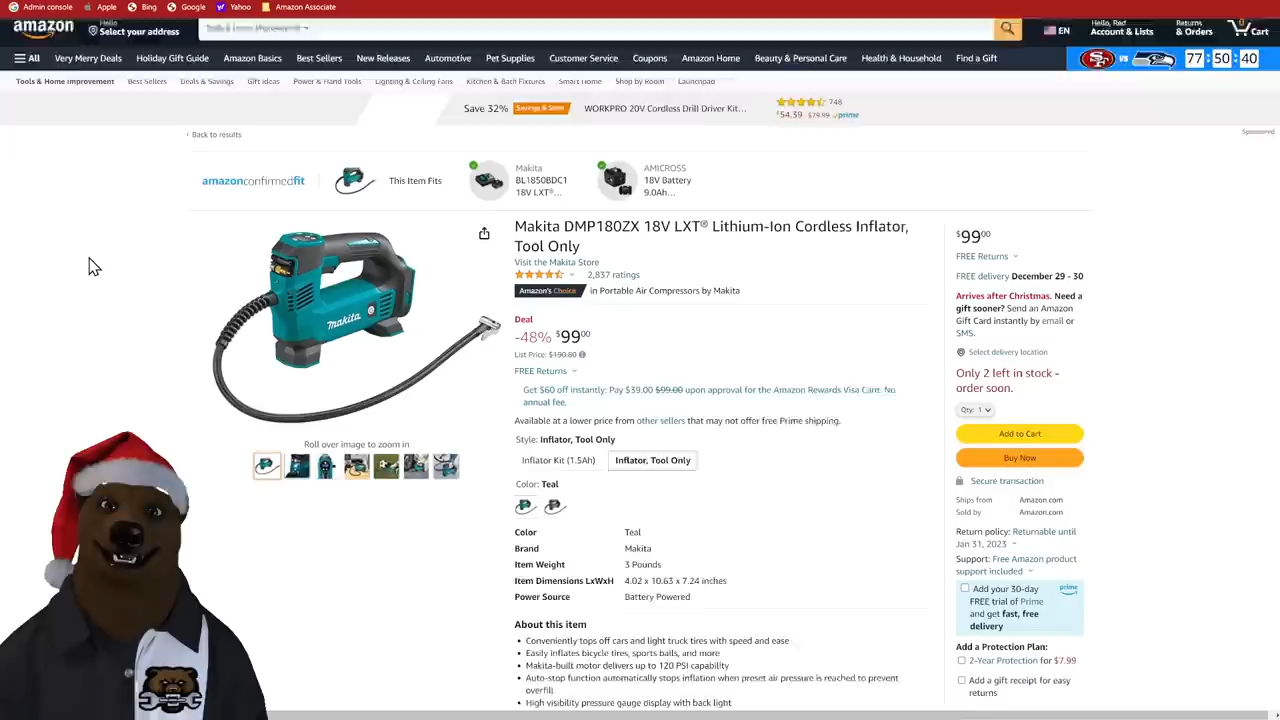 Admin console Apple Bing Google Yahoo Amazon Associate
amazon
Hello
Select your address
EN
Hello, Red
Account & Lists
Returns
& Orders
0
Cart
All Very Merry Deals Holiday Gift Guide Amazon Basics Best Sellers New Releases Automotive Pet Supplies Customer Service Coupons Amazon Home Beauty & Personal Care Health & Household Find a Gift
VS 77:50:40
Tools & Home Improvement Best Sellers Deals & Savings Gift Ideas Power & Hand Tools Lighting & Ceiling Fans Kitchen & Bath Fixtures Smart Home Shop by Room Launchpad
Save 32% Savings & Sales WORKPRO 20V Cordless Drill Driver Kit... 748
$54.39 $79.99 prime
‹ Back to results
Sponsored
amazonconfirmedfit
This Item Fits
Makita
BL1850BDC1
18V LXT®...
AMICROSS
18V Battery
9.0Ah...
makita
Roll over image to zoom in
Makita DMP180ZX 18V LXT® Lithium-Ion Cordless Inflator,
Tool Only
Visit the Makita Store
2,837 ratings
Amazon's Choice in Portable Air Compressors by Makita
Deal
-48% $99⁰⁰
List Price: $190.80
FREE Returns
Get $60 off instantly: Pay $39.00 $99.00 upon approval for the Amazon Rewards Visa Card. No
annual fee.
Available at a lower price from other sellers that may not offer free Prime shipping.
Style: Inflator, Tool Only
Inflator Kit (1.5Ah) Inflator, Tool Only
Color: Teal
Color Teal
Brand Makita
Item Weight 3 Pounds
Item Dimensions LxWxH 4.02 x 10.63 x 7.24 inches
Power Source Battery Powered
About this item
• Conveniently tops off cars and light truck tires with speed and ease
• Easily inflates bicycle tires, sports balls, and more
• Makita-built motor delivers up to 120 PSI capability
• Auto-stop function automatically stops inflation when preset air pressure is reached to prevent
overfill
• High visibility pressure gauge display with back light
$99⁰⁰
FREE Returns
FREE delivery December 29 - 30
Arrives after Christmas. Need a
gift sooner? Send an Amazon
Gift Card instantly by email or
SMS.
Select delivery location
Only 2 left in stock -
order soon.
Qty: 1
Add to Cart
Buy Now
Secure transaction
Ships from Amazon.com
Sold by Amazon.com
Return policy: Returnable until
Jan 31, 2023
Support: Free Amazon product
support included
Add your 30-day
FREE trial of Prime
and get fast, free
delivery
prime
Add a Protection Plan:
2-Year Protection for $7.99
Add a gift receipt for easy
returns